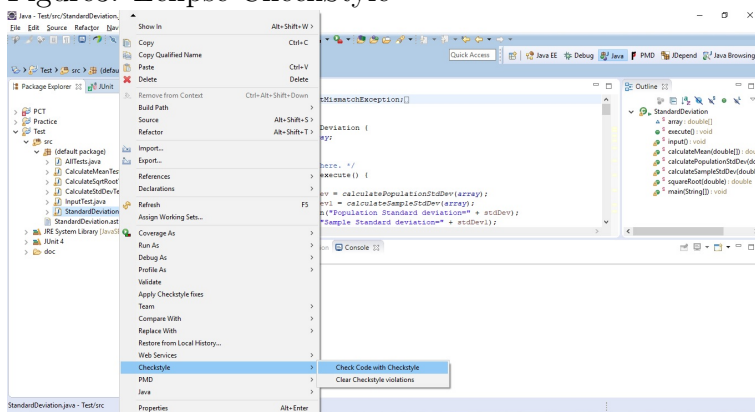 Java - Test/src/StandardDeviation.
File Edit Source Refactor Nav
Quick Access
Java EE
Debug
Java
PMD
JDepend
Java Browsing
Test
src
(defau
Package Explorer
JUnit
PCT
Practice
Test
src
(default package)
AllTests.java
CalculateMeanTes
CalculateSqrtRoot
CalculateStdDevTe
InputTest.java
StandardDeviation
StandardDeviation.ast
JRE System Library [JavaSE
JUnit 4
doc
Show In Alt+Shift+W >
Copy Ctrl+C
Copy Qualified Name
Paste Ctrl+V
Delete Delete
Remove from Context Ctrl+Alt+Shift+Down
Build Path >
Source Alt+Shift+S >
Refactor Alt+Shift+T >
Import...
Export...
References >
Declarations >
Refresh F5
Assign Working Sets...
Coverage As >
Run As >
Debug As >
Profile As >
Validate
Apply Checkstyle fixes
Team >
Compare With >
Replace With >
Restore from Local History...
Web Services >
Checkstyle >
PMD >
Java >
Properties Alt+Enter
Check Code with Checkstyle
Clear Checkstyle violations
tMismatchException;
Deviation {
ay;
here. */
execute() {
ev = calculatePopulationStdDev(array);
ev1 = calculateSampleStdDev(array);
n("Population Standard deviation=" + stdDev);
"Sample Standard deviation=" + stdDev1);
Console
Outline
StandardDeviation
array : double[]
execute() : void
input() : void
calculateMean(double[]) : dou
calculatePopulationStdDev(do
calculateSampleStdDev(doubl
squareRoot(double) : double
main(String[]) : void
StandardDeviation.java - Test/src